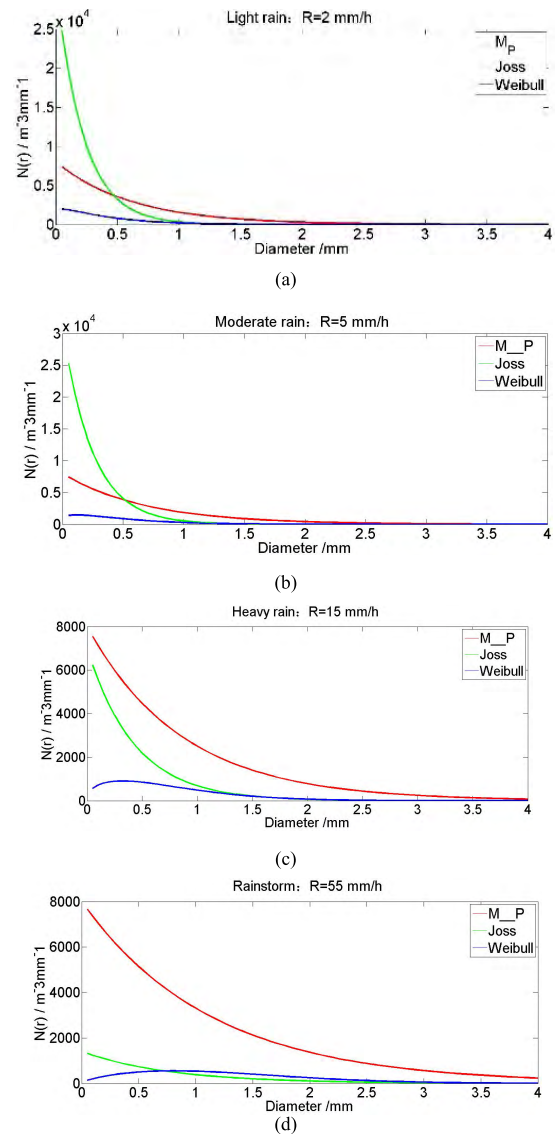 Light rain：R=2 mm/h
2.5 x 10^4
2
1.5
1
0.5
0
N(r) / m^-3mm^-1
M_P
Joss
Weibull
0 0.5 1 1.5 2 2.5 3 3.5 4
Diameter /mm
(a)
Moderate rain：R=5 mm/h
3 x 10^4
2.5
2
1.5
1
0.5
0
N(r) / m^-3mm^-1
M__P
Joss
Weibull
0 0.5 1 1.5 2 2.5 3 3.5 4
Diameter /mm
(b)
Heavy rain：R=15 mm/h
8000
6000
4000
2000
0
N(r) / m^-3mm^-1
M__P
Joss
Weibull
0 0.5 1 1.5 2 2.5 3 3.5 4
Diameter /mm
(c)
Rainstorm：R=55 mm/h
8000
6000
4000
2000
0
N(r) / m^-3mm^-1
M__P
Joss
Weibull
0 0.5 1 1.5 2 2.5 3 3.5 4
Diameter /mm
(d)